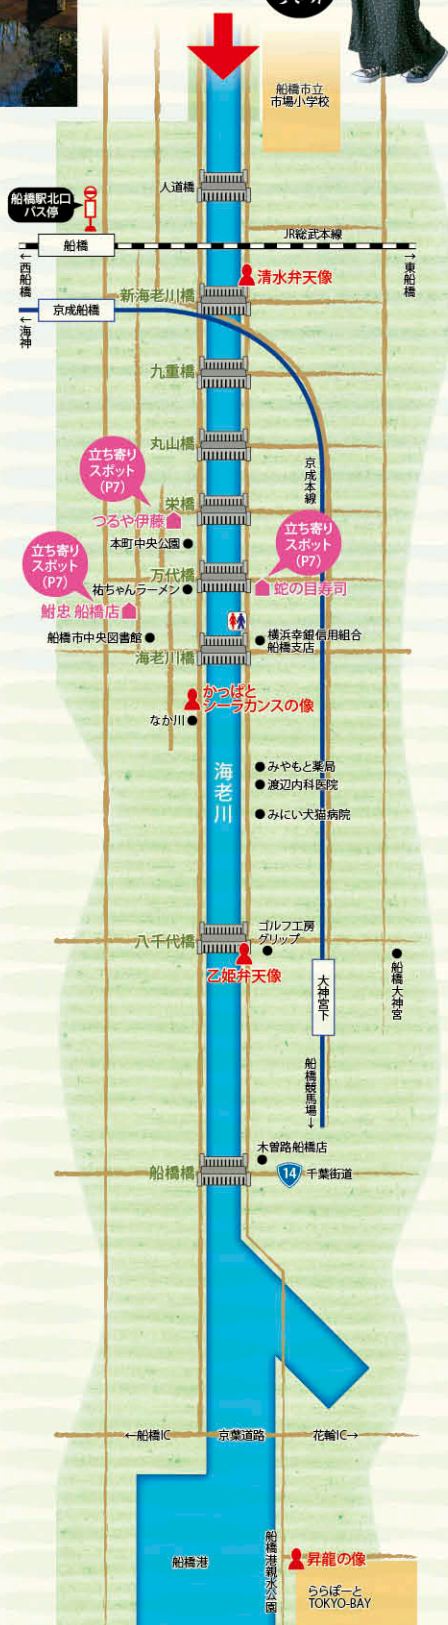 船橋市立
市場小学校
人道橋
船橋駅北口
バス停
JR総武本線
船橋
←西船橋
→東船橋
清水弁天像
新海老川橋
京成船橋
←海神
九重橋
丸山橋
京成本線
立ち寄り
スポット
(P7)
栄橋
つるや伊藤
本町中央公園
立ち寄り
スポット
(P7)
立ち寄り
スポット
(P7)
万代橋
祐ちゃんラーメン
蛇の目寿司
鮒忠 船橋店
船橋市中央図書館
横浜幸銀信用組合
船橋支店
海老川橋
かっぱと
シーラカンスの像
なか川
海老川
みやもと薬局
渡辺内科医院
みにい犬猫病院
ゴルフ工房
グリップ
八千代橋
乙姫弁天像
大神宮下
船橋大神宮
船橋競馬場→
木曽路船橋店
船橋橋
14
千葉街道
←船橋IC
京葉道路
花輪IC→
船橋港
船橋港親水公園
昇龍の像
ららぽーと
TOKYO-BAY